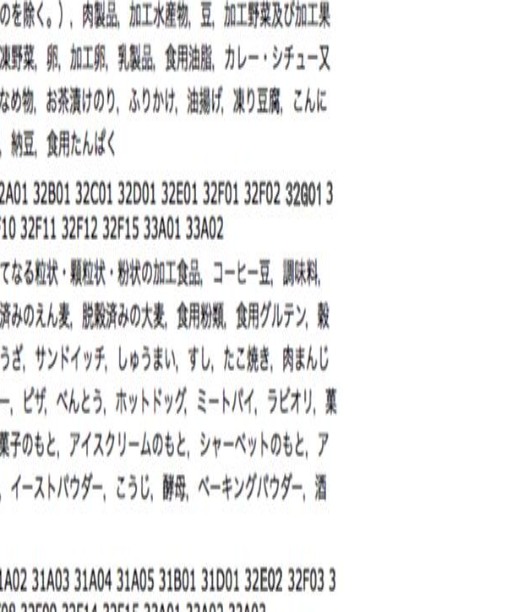 のを除く。）, 肉製品, 加工水産物, 豆, 加工野菜及び加工果
凍野菜, 卵, 加工卵, 乳製品, 食用油脂, カレー・シチュー又
なめ物, お茶漬けのり, ふりかけ, 油揚げ, 凍り豆腐, こんに
, 納豆, 食用たんぱく
2A01 32B01 32C01 32D01 32E01 32F01 32F02 32G01 3
F10 32F11 32F12 32F15 33A01 33A02
てなる粒状・顆粒状・粉状の加工食品, コーヒー豆, 調味料,
済みのえん麦, 脱穀済みの大麦, 食用粉類, 食用グルテン, 穀
うざ, サンドイッチ, しゅうまい, すし, たこ焼き, 肉まんじ
ー, ピザ, べんとう, ホットドッグ, ミートパイ, ラビオリ, 菓
菓子のもと, アイスクリームのもと, シャーベットのもと, ア
, イーストパウダー, こうじ, 酵母, ベーキングパウダー, 酒
1A02 31A03 31A04 31A05 31B01 31D01 32E02 32F03 3
32F09 32F14 32F15 33A01 33A02 33A03